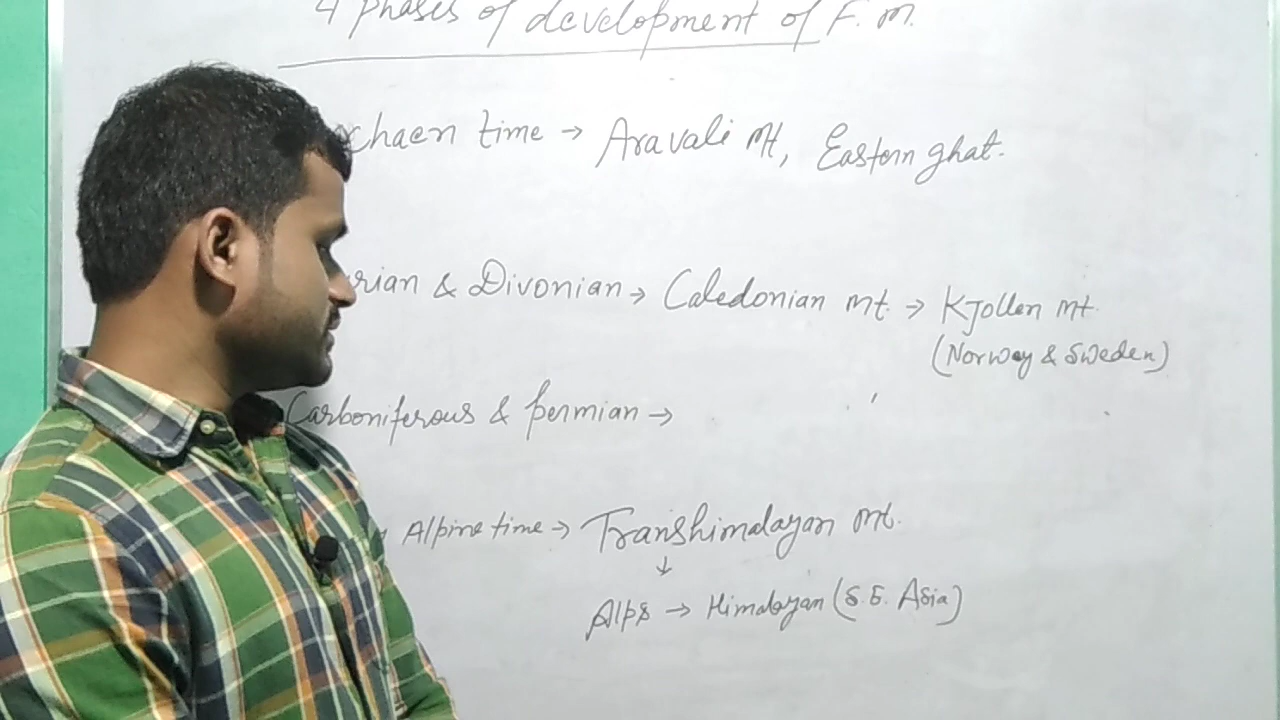 4 phases of development of F. m.
chaen time → Aravali mt, Eastern ghat.
rian & Divonian → Caledonian mt. → Kjollen mt.
(Norway & Sweden)
Carboniferous & permian →
Alpine time → Transhimalayan mt.
↓
Alps → Himalayan (S.E. Asia)